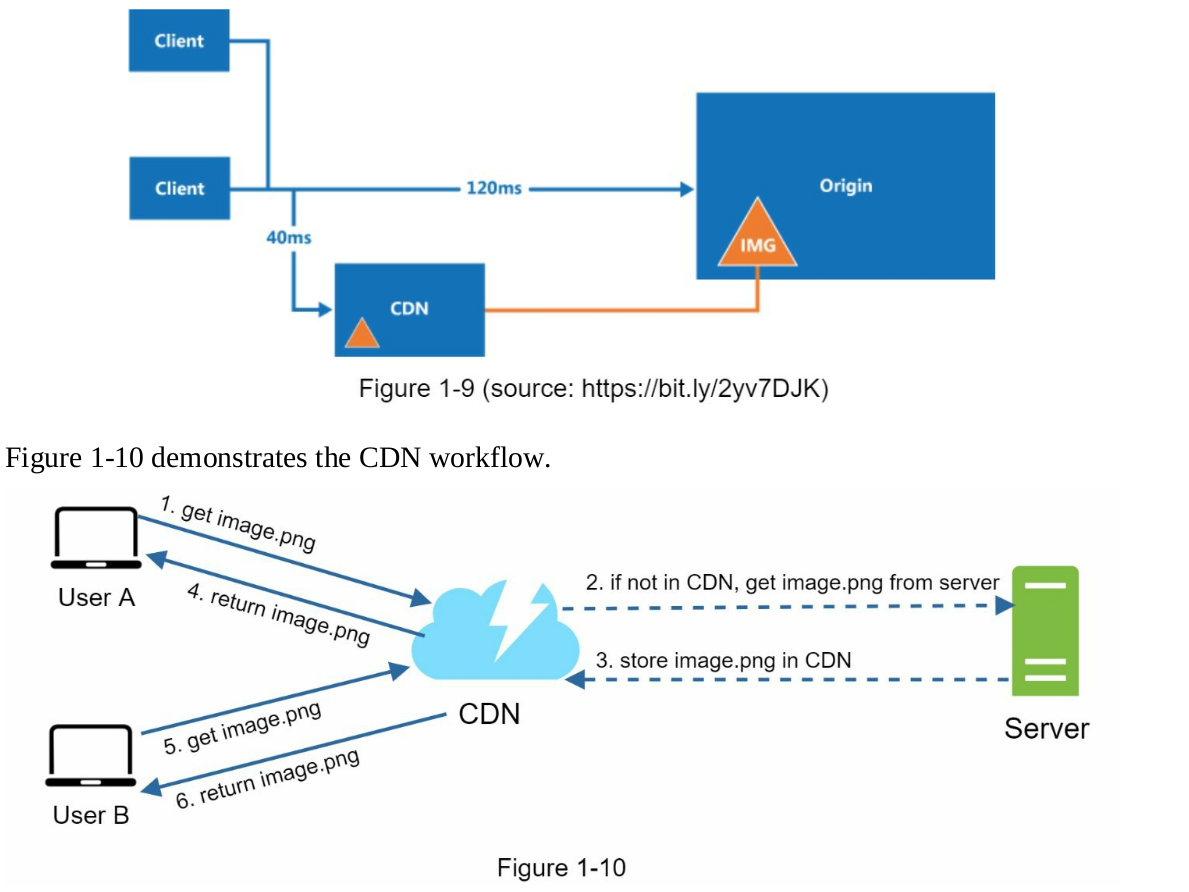 Client
Client
120ms
Origin
40ms
IMG
CDN
Figure 1-9 (source: https://bit.ly/2yv7DJK)
Figure 1-10 demonstrates the CDN workflow.
1. get image.png
User A
2. if not in CDN, get image.png from server
4. return image.png
3. store image.png in CDN
5. get image.png
CDN
Server
6. return image.png
User B
Figure 1-10